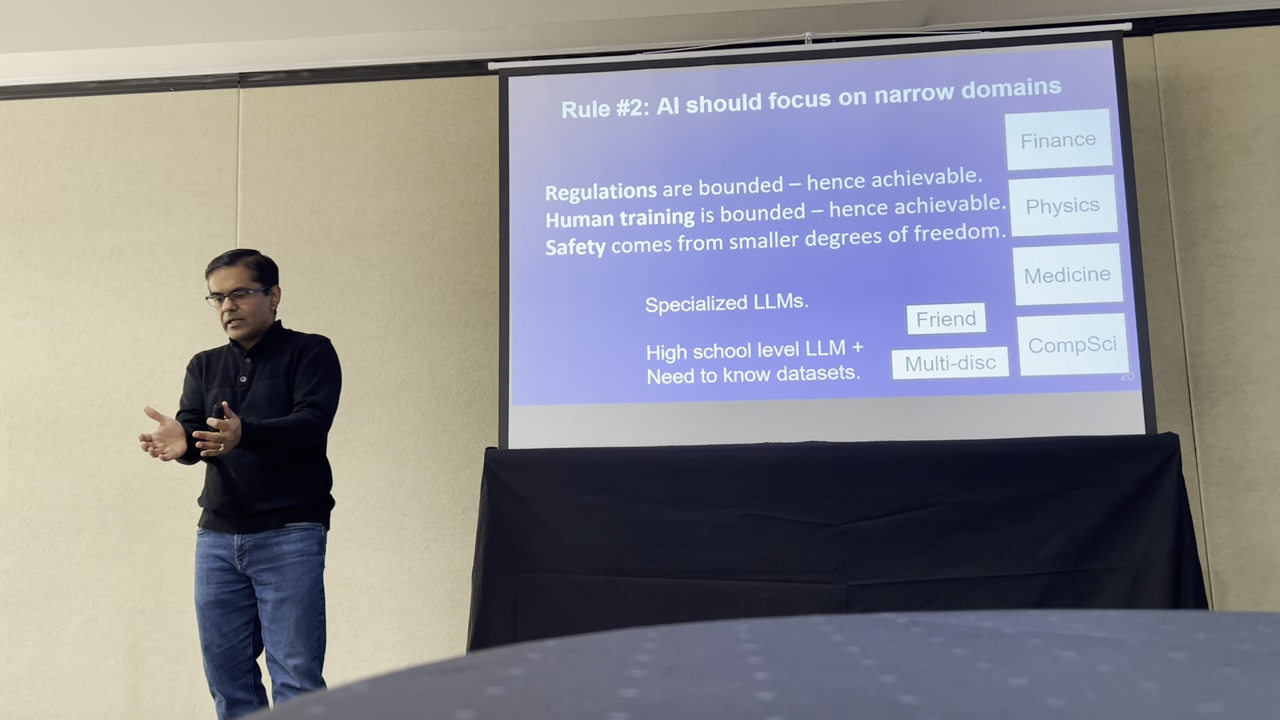 Rule #2: AI should focus on narrow domains
Regulations are bounded – hence achievable.
Human training is bounded – hence achievable.
Safety comes from smaller degrees of freedom.
Specialized LLMs.
High school level LLM +
Need to know datasets.
Friend
Multi-disc
Finance
Physics
Medicine
CompSci